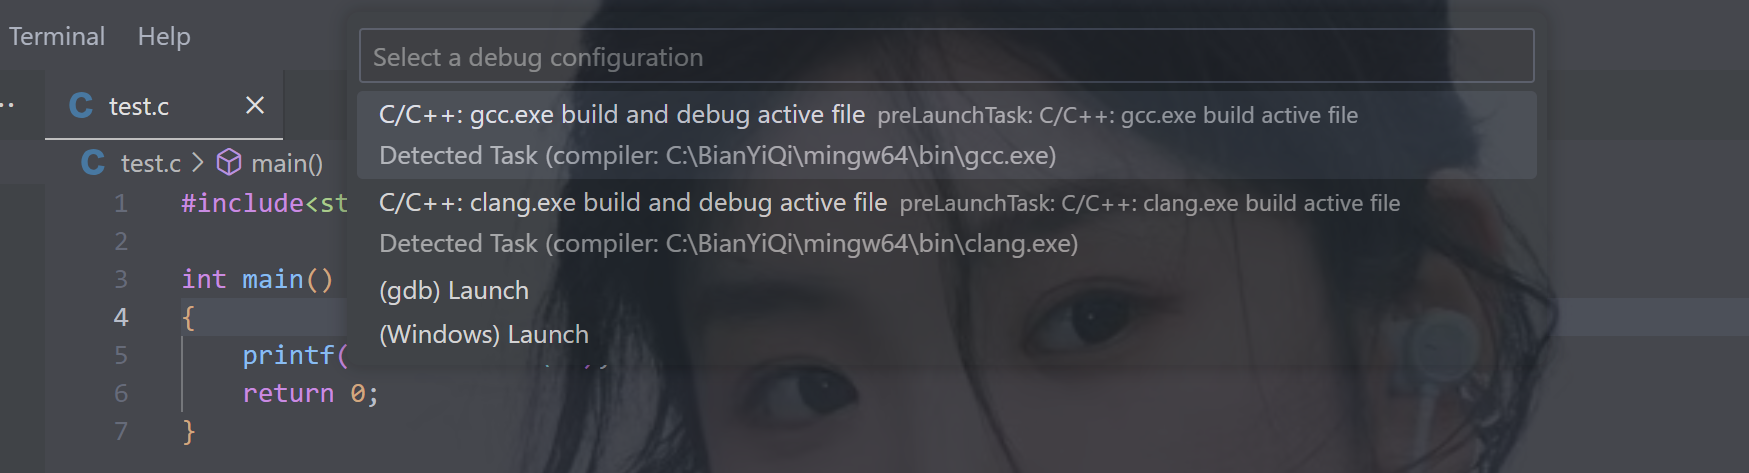 Terminal Help
Select a debug configuration
test.c
C/C++: gcc.exe build and debug active file preLaunchTask: C/C++: gcc.exe build active file
Detected Task (compiler: C:\BianYiQi\mingw64\bin\gcc.exe)
C/C++: clang.exe build and debug active file preLaunchTask: C/C++: clang.exe build active file
Detected Task (compiler: C:\BianYiQi\mingw64\bin\clang.exe)
(gdb) Launch
(Windows) Launch
test.c > main()
1 #include<st
2
3 int main()
4 {
5 printf(
6 return 0;
7 }